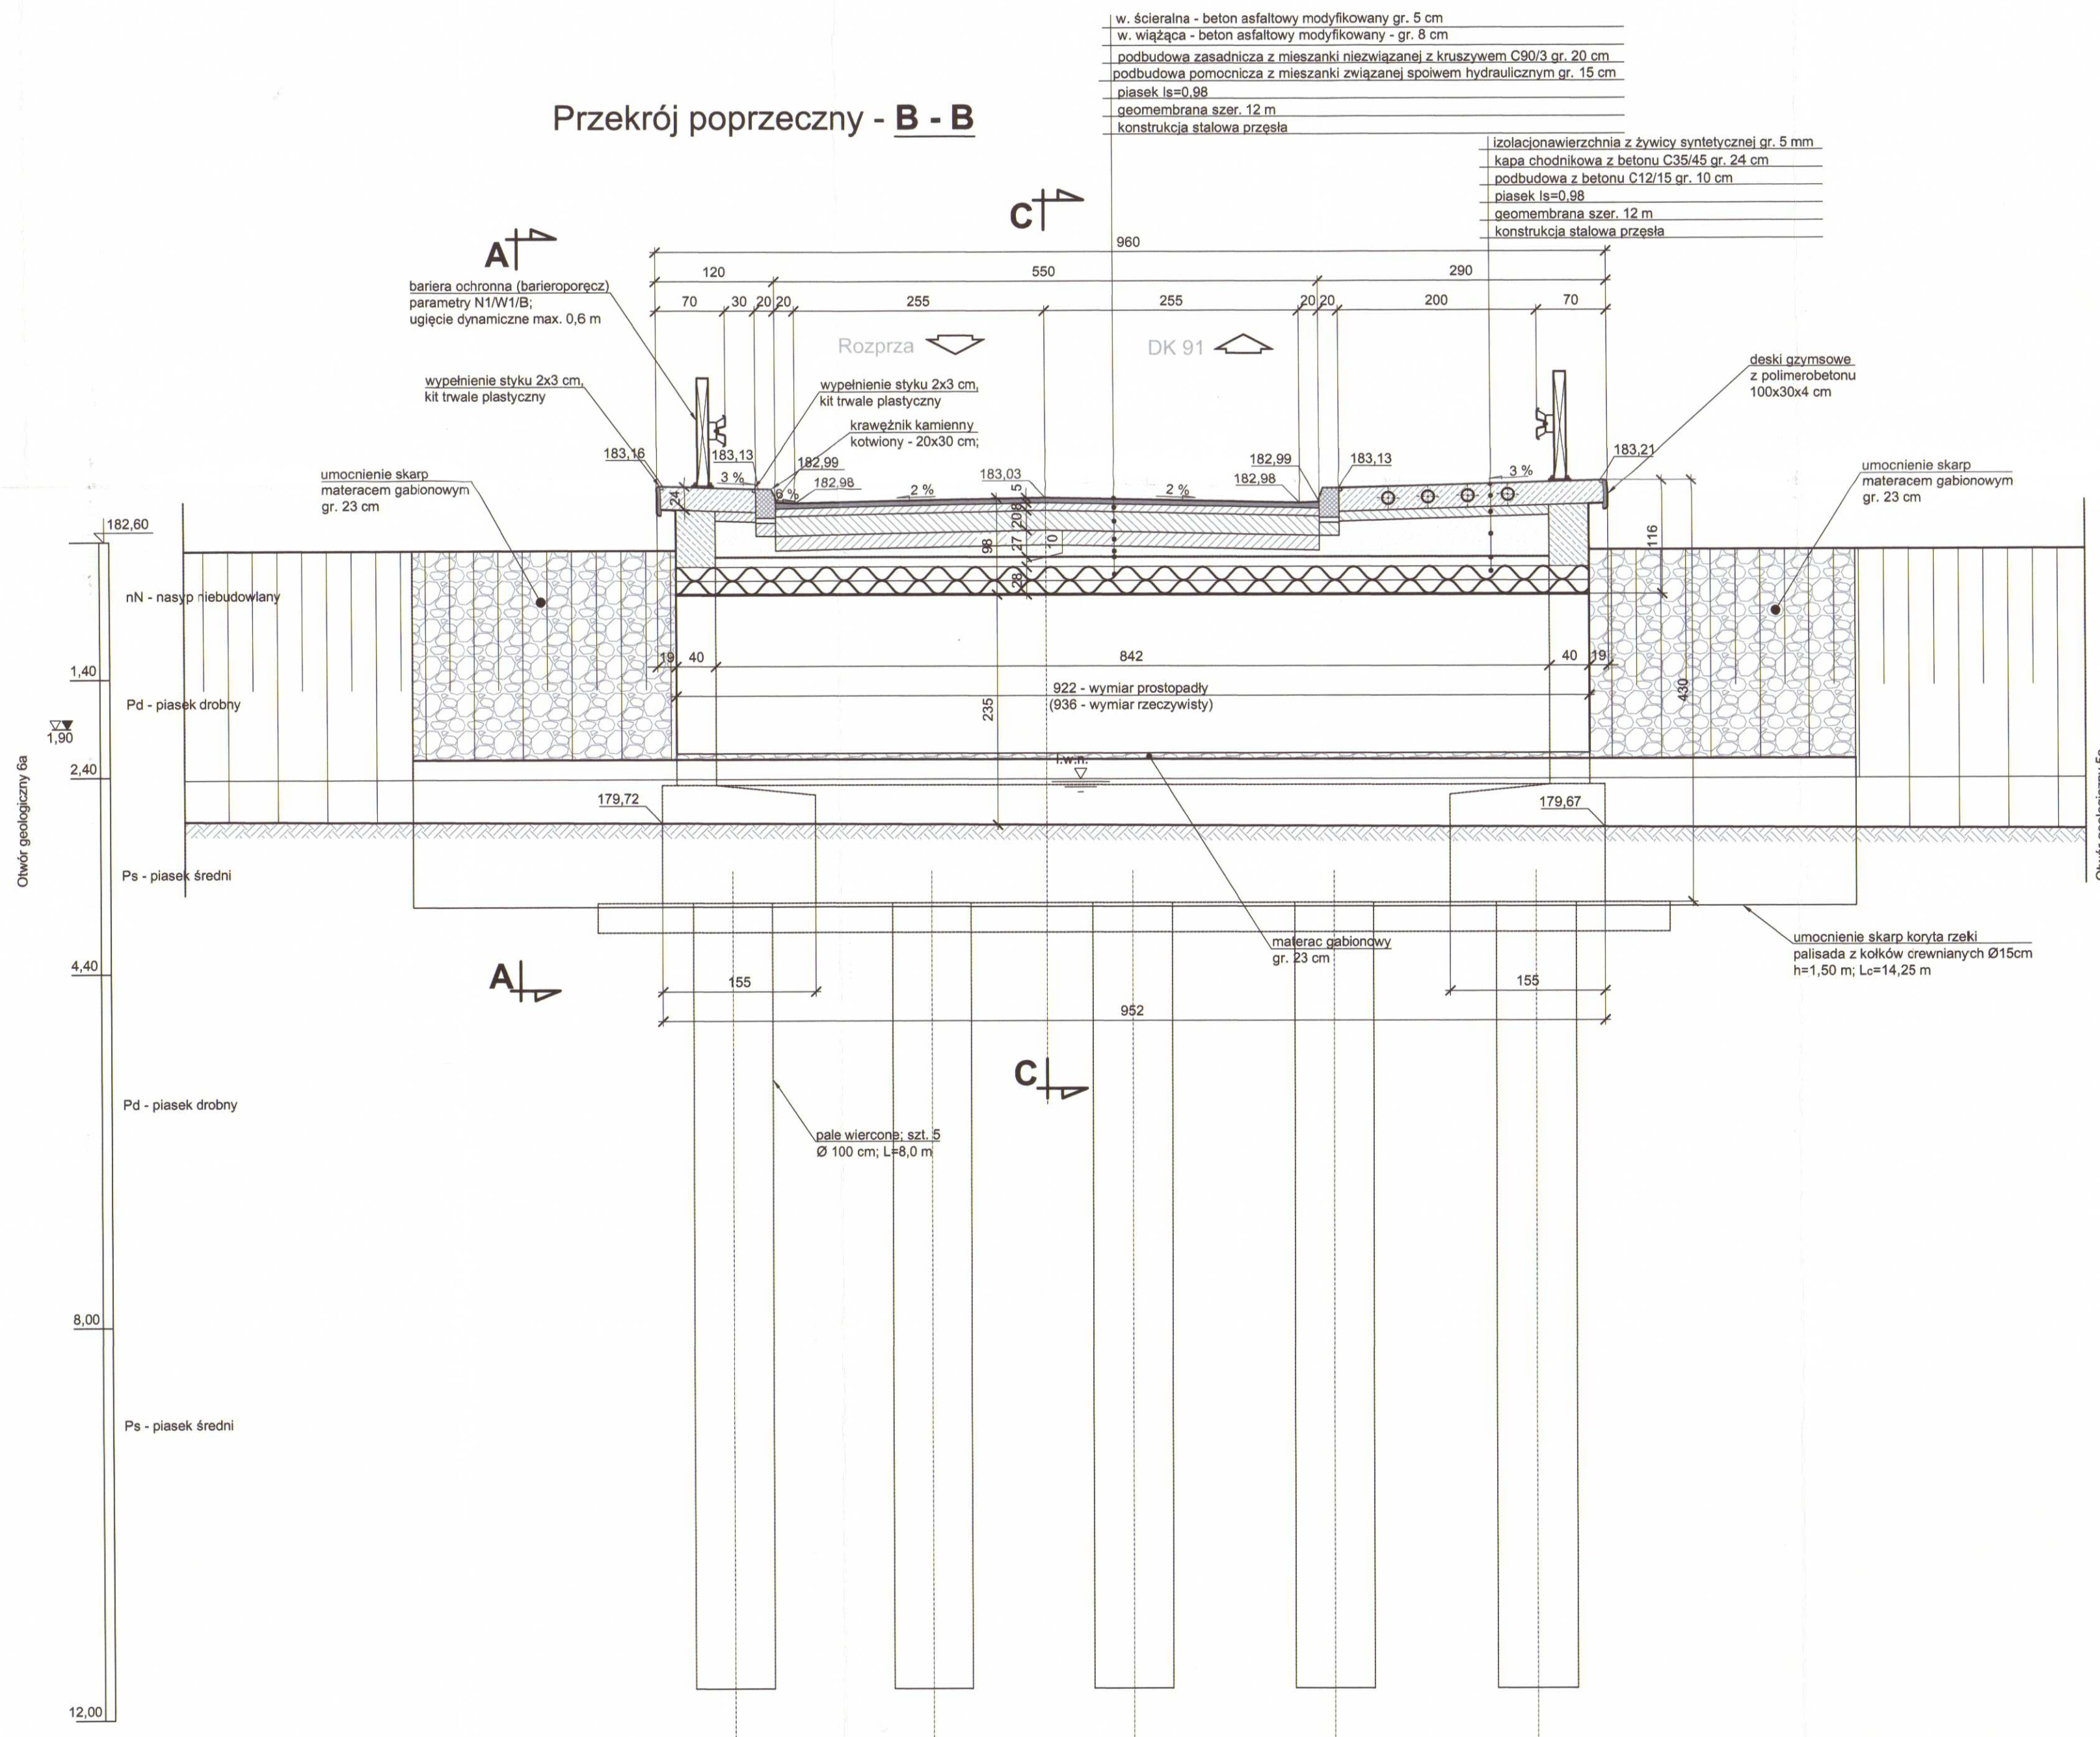 w. ścieralna - beton asfaltowy modyfikowany gr. 5 cm
w. wiążąca - beton asfaltowy modyfikowany - gr. 8 cm
podbudowa zasadnicza z mieszanki niezwiązanej z kruszywem C90/3 gr. 20 cm
podbudowa pomocnicza z mieszanki związanej spoiwem hydraulicznym gr. 15 cm
piasek Is=0,98
geomembrana szer. 12 m
konstrukcja stalowa przęsła
Przekrój poprzeczny - B - B
izolacjonawierzchnia z żywicy syntetycznej gr. 5 mm
kapa chodnikowa z betonu C35/45 gr. 24 cm
podbudowa z betonu C12/15 gr. 10 cm
piasek Is=0,98
geomembrana szer. 12 m
konstrukcja stalowa przęsła
C
A
960
120
550
290
70
30
20
20
255
255
20
20
200
70
bariera ochronna (barieroporęcz)
parametry N1/W1/B;
ugięcie dynamiczne max. 0,6 m
Rozprza
DK 91
deski gzymsowe
z polimerobetonu
100x30x4 cm
wypełnienie styku 2x3 cm,
kit trwale plastyczny
wypełnienie styku 2x3 cm,
kit trwale plastyczny
krawężnik kamienny
kotwiony - 20x30 cm;
183,16
183,13
182,99
182,98
183,03
182,99
182,98
183,13
183,21
3 %
6 %
2 %
2 %
3 %
umocnienie skarp
materacem gabionowym
gr. 23 cm
umocnienie skarp
materacem gabionowym
gr. 23 cm
24
5
8
20
27
10
28
98
116
182,60
nN - nasyp niebudowlany
1,40
Pd - piasek drobny
1,90
2,40
Otwór geologiczny 6a
19
40
842
40
19
922 - wymiar prostopadły
(936 - wymiar rzeczywisty)
235
430
179,72
179,67
Ps - piasek średni
materac gabionowy
gr. 23 cm
umocnienie skarp koryta rzeki
palisada z kołków crewnianych Ø15cm
h=1,50 m; Lc=14,25 m
4,40
A
155
155
952
C
Pd - piasek drobny
pale wiercone; szt. 5
Ø 100 cm; L=8,0 m
8,00
Ps - piasek średni
12,00